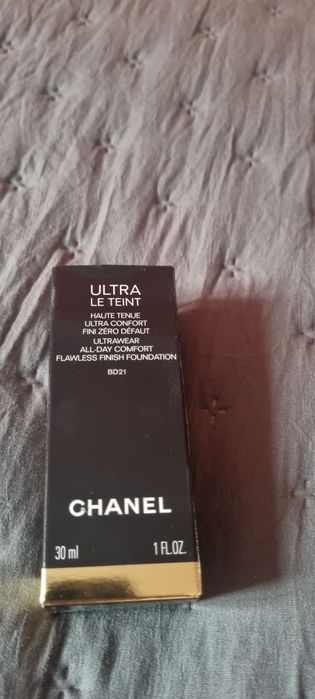 ULTRA
LE TEINT
HAUTE TENUE
ULTRA CONFORT
FINI ZÉRO DÉFAUT
ULTRAWEAR
ALL-DAY COMFORT
FLAWLESS FINISH FOUNDATION
BD21
CHANEL
30 ml 1 FL.OZ.